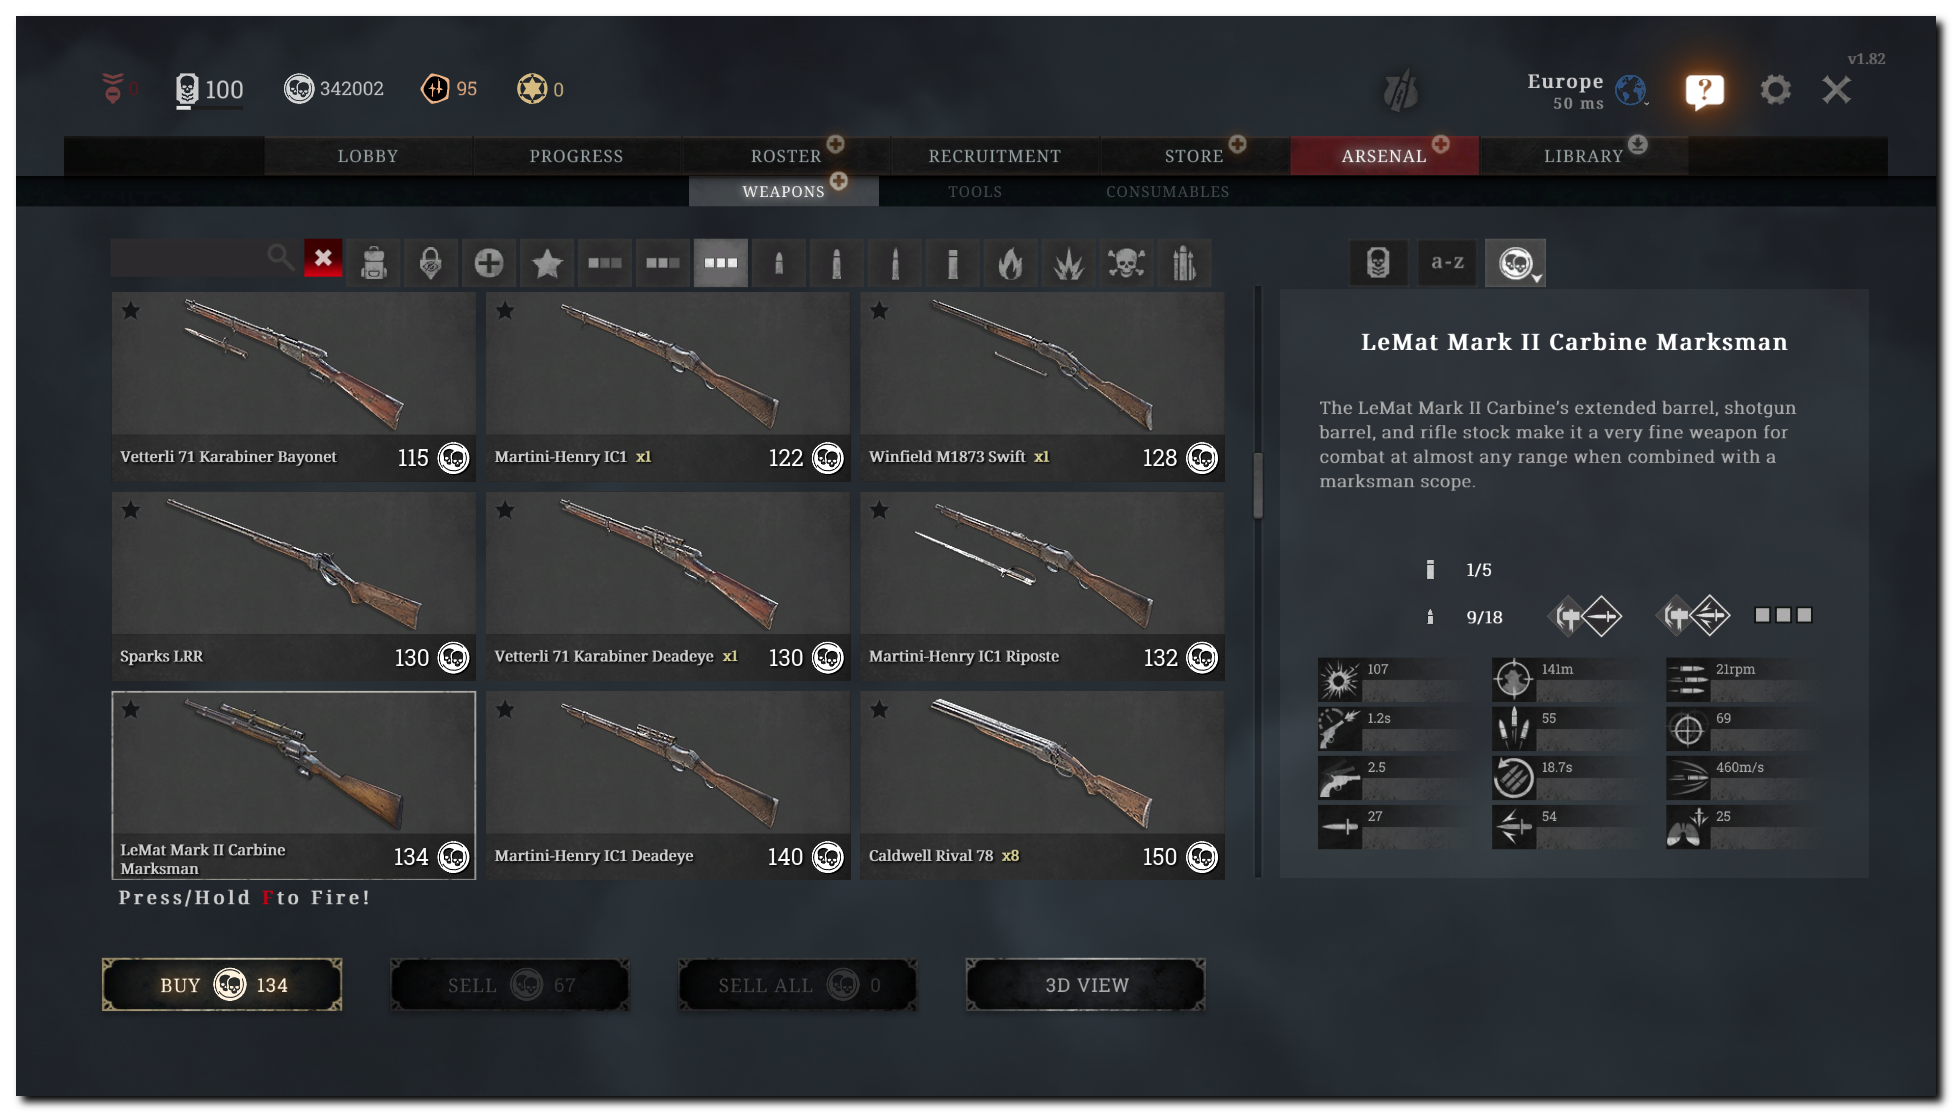 v1.82
0
100
342002
95
0
Europe
50 ms
?
LOBBY
PROGRESS
ROSTER
RECRUITMENT
STORE
ARSENAL
LIBRARY
WEAPONS
TOOLS
CONSUMABLES
a-z
Vetterli 71 Karabiner Bayonet 115
Martini-Henry IC1 x1 122
Winfield M1873 Swift x1 128
Sparks LRR 130
Vetterli 71 Karabiner Deadeye x1 130
Martini-Henry IC1 Riposte 132
LeMat Mark II Carbine
Marksman
134
Martini-Henry IC1 Deadeye 140
Caldwell Rival 78 x8 150
Press/Hold F to Fire!
BUY 134
SELL 67
SELL ALL 0
3D VIEW
LeMat Mark II Carbine Marksman
The LeMat Mark II Carbine's extended barrel, shotgun
barrel, and rifle stock make it a very fine weapon for
combat at almost any range when combined with a
marksman scope.
1/5
9/18
107 141m 21rpm
1.2s 55 69
2.5 18.7s 460m/s
27 54 25